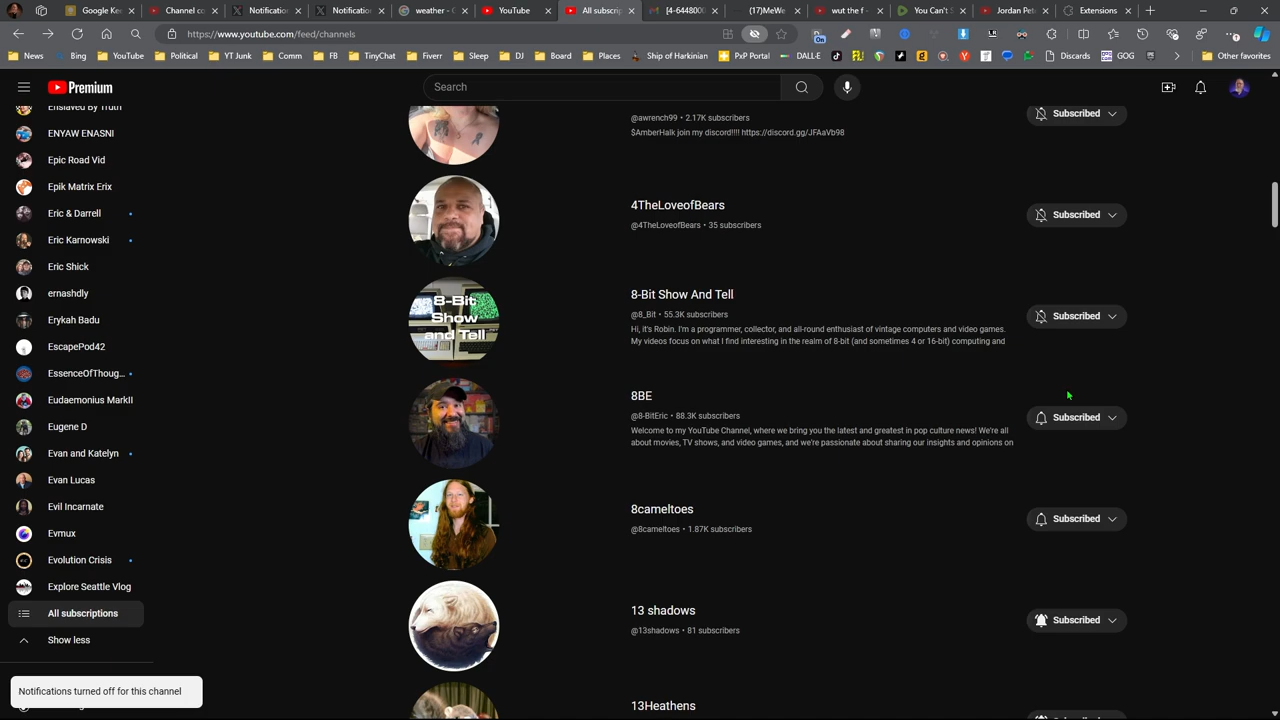 Google Kee
Channel co
Notificatio
Notification
weather - G
YouTube
All subscrip
[4-6448000
(17)MeWe
wut the f
You Can't S
Jordan Pet
Extensions
https://www.youtube.com/feed/channels
News
Bing
YouTube
Political
YT Junk
Comm
FB
TinyChat
Fiverr
Sleep
DJ
Board
Places
Ship of Harkinian
PxP Portal
DALL·E
Discards
GOG
Other favorites
Premium
Search
Enslaved By Truth
ENYAW ENASNI
Epic Road Vid
Epik Matrix Erix
Eric & Darrell
Eric Karnowski
Eric Shick
ernashdly
Erykah Badu
EscapePod42
EssenceOfThoug...
Eudaemonius MarkII
Eugene D
Evan and Katelyn
Evan Lucas
Evil Incarnate
Evmux
Evolution Crisis
Explore Seattle Vlog
All subscriptions
Show less
Notifications turned off for this channel
@awrench99 • 2.17K subscribers
$AmberHalk join my discord!!!! https://discord.gg/JFAaVb98
Subscribed
4TheLoveofBears
@4TheLoveofBears • 35 subscribers
Subscribed
8-Bit
Show
and Tell
8-Bit Show And Tell
@8_Bit • 55.3K subscribers
Hi, it's Robin. I'm a programmer, collector, and all-round enthusiast of vintage computers and video games.
My videos focus on what I find interesting in the realm of 8-bit (and sometimes 4 or 16-bit) computing and
Subscribed
8BE
@8-BitEric • 88.3K subscribers
Welcome to my YouTube Channel, where we bring you the latest and greatest in pop culture news! We're all
about movies, TV shows, and video games, and we're passionate about sharing our insights and opinions on
Subscribed
8cameltoes
@8cameltoes • 1.87K subscribers
Subscribed
13 shadows
@13shadows • 81 subscribers
Subscribed
13Heathens